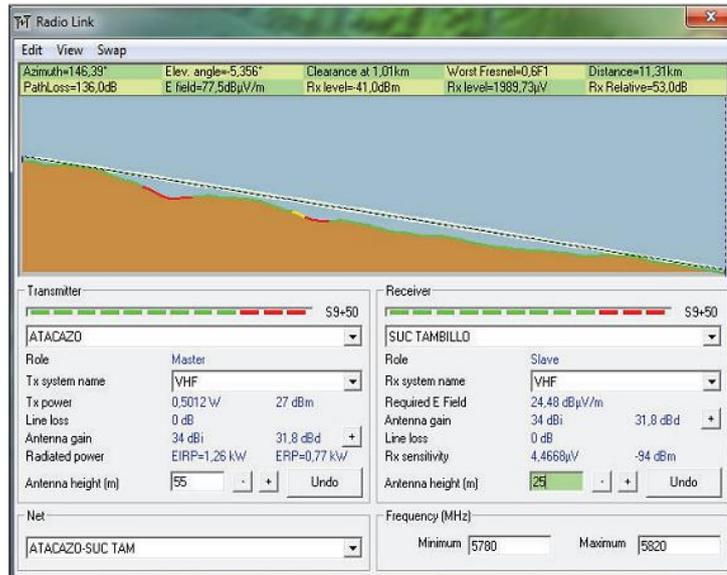 Radio Link
Edit View Swap
Azimuth=146,39° Elev. angle=-5,356° Clearance at 1,01km Worst Fresnel=0,6F1 Distance=11,31km
PathLoss=136,0dB E field=77,5dBµV/m Rx level=-41,0dBm Rx level=1989,73µV Rx Relative=53,0dB
Transmitter
S9+50
ATACAZO
Role Master
Tx system name VHF
Tx power 0,5012 W 27 dBm
Line loss 0 dB
Antenna gain 34 dBi 31,8 dBd +
Radiated power EIRP=1,26 kW ERP=0,77 kW
Antenna height (m) 55 - + Undo
Receiver
S9+50
SUC TAMBILLO
Role Slave
Rx system name VHF
Required E Field 24,48 dBµV/m
Antenna gain 34 dBi 31,8 dBd +
Line loss 0 dB
Rx sensitivity 4,4668µV -94 dBm
Antenna height (m) 25 - + Undo
Net
ATACAZO-SUC TAM
Frequency (MHz)
Minimum 5780 Maximum 5820